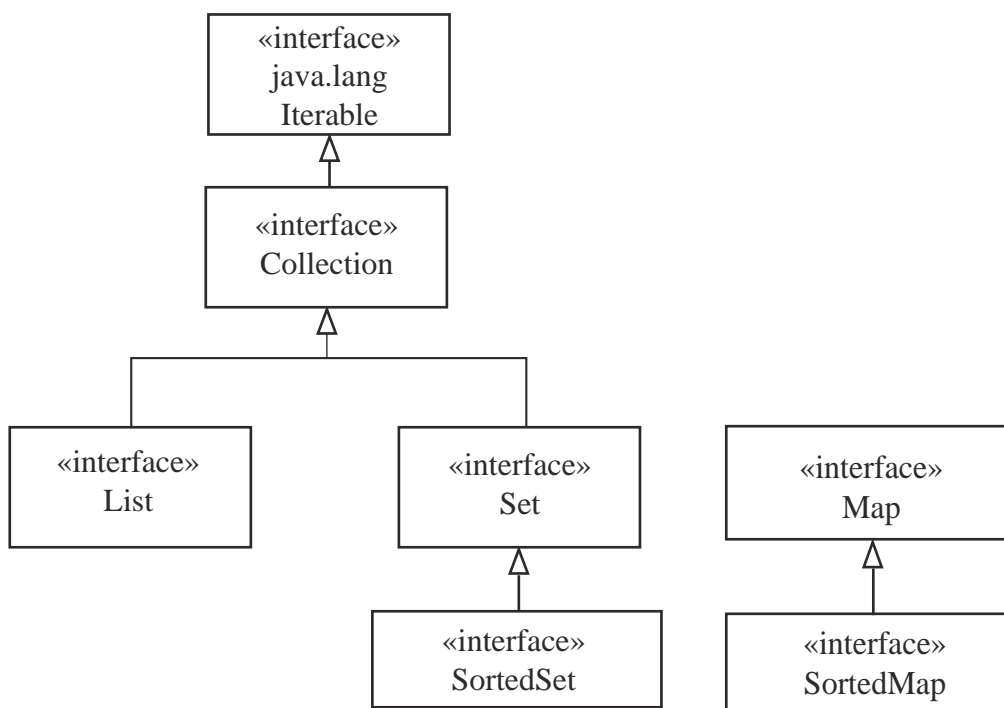 «interface»
java.lang
Iterable
«interface»
Collection
«interface»
List
«interface»
Set
«interface»
Map
«interface»
SortedSet
«interface»
SortedMap